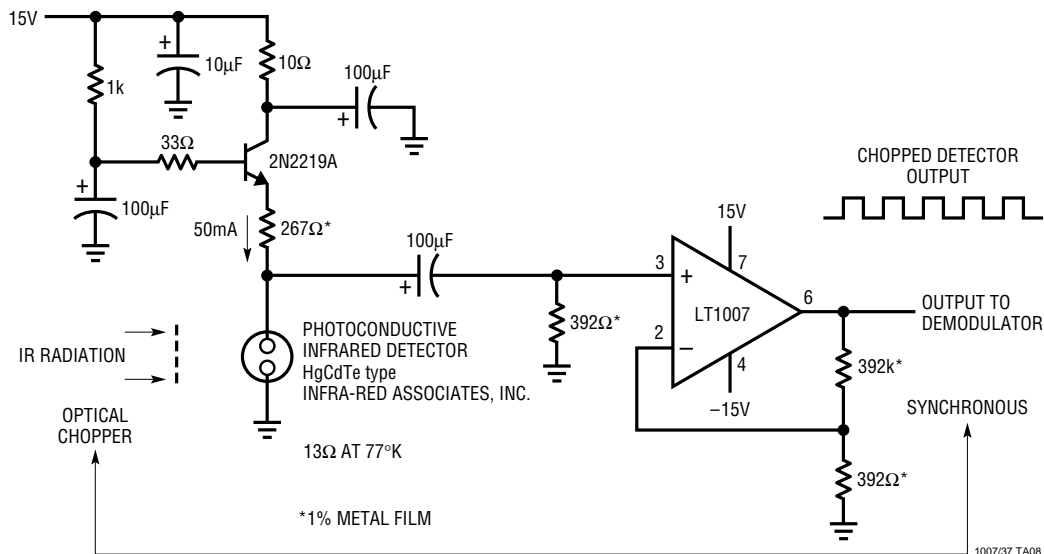 15V
1k
+
10µF
10Ω
100µF
+
33Ω
2N2219A
+
100µF
50mA
267Ω*
100µF
+
CHOPPED DETECTOR
OUTPUT
15V
3
+
7
LT1007
6
2
–
4
–15V
392Ω*
OUTPUT TO
DEMODULATOR
392k*
392Ω*
SYNCHRONOUS
IR RADIATION
OPTICAL
CHOPPER
PHOTOCONDUCTIVE
INFRARED DETECTOR
HgCdTe type
INFRA-RED ASSOCIATES, INC.
13Ω AT 77°K
*1% METAL FILM
1007/37 TA08